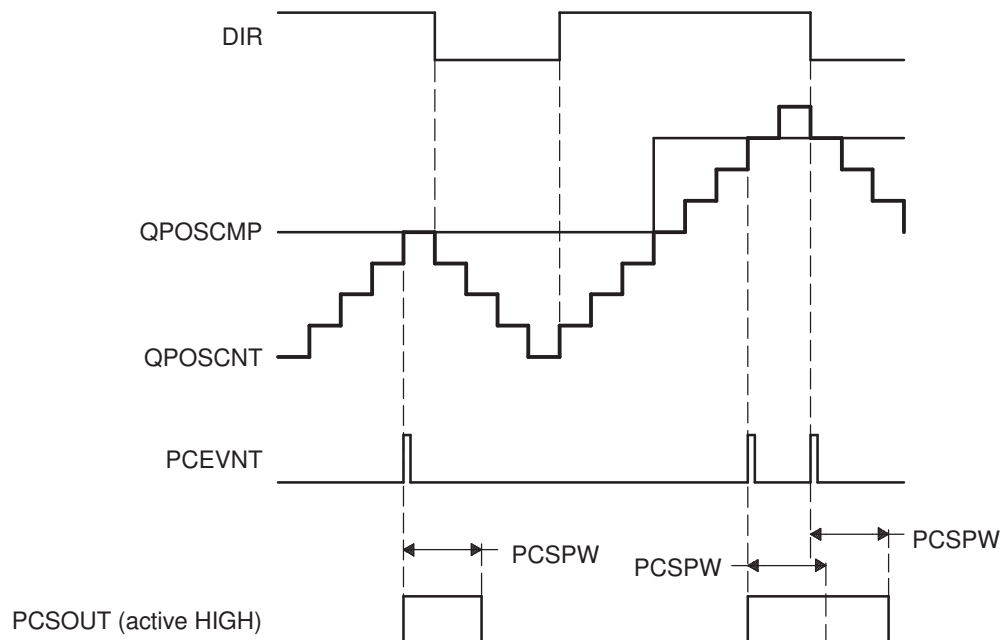 DIR
QPOSCMP
QPOSCNT
PCEVNT
PCSPW
PCSPW
PCSPW
PCSOUT (active HIGH)